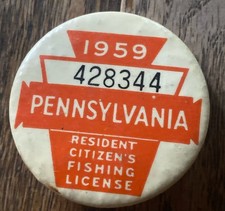 1959
428344
PENNSYLVANIA
RESIDENT
CITIZEN'S
FISHING
LICENSE